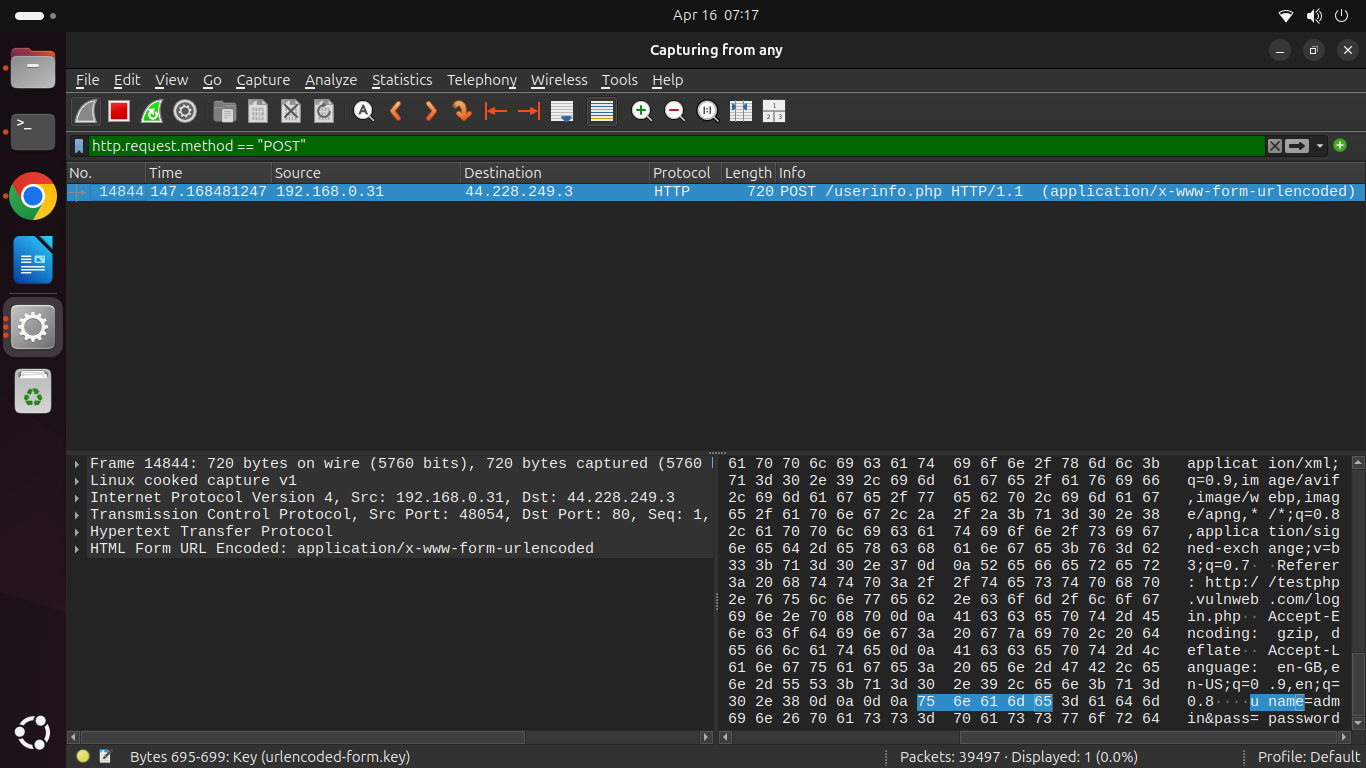 Apr 16 07:17
Capturing from any
File Edit View Go Capture Analyze Statistics Telephony Wireless Tools Help
http.request.method == "POST"
No. Time Source Destination Protocol Length Info
14844 147.168481247 192.168.0.31 44.228.249.3 HTTP 720 POST /userinfo.php HTTP/1.1 (application/x-www-form-urlencoded)
Frame 14844: 720 bytes on wire (5760 bits), 720 bytes captured (5760 b
Linux cooked capture v1
Internet Protocol Version 4, Src: 192.168.0.31, Dst: 44.228.249.3
Transmission Control Protocol, Src Port: 48054, Dst Port: 80, Seq: 1,
Hypertext Transfer Protocol
HTML Form URL Encoded: application/x-www-form-urlencoded
61 70 70 6c 69 63 61 74 69 6f 6e 2f 78 6d 6c 3b applicat ion/xml;
71 3d 30 2e 39 2c 69 6d 61 67 65 2f 61 76 69 66 q=0.9,im age/avif
2c 69 6d 61 67 65 2f 77 65 62 70 2c 69 6d 61 67 ,image/w ebp,imag
65 2f 61 70 6e 67 2c 2a 2f 2a 3b 71 3d 30 2e 38 e/apng,* /*;q=0.8
2c 61 70 70 6c 69 63 61 74 69 6f 6e 2f 73 69 67 ,applica tion/sig
6e 65 64 2d 65 78 63 68 61 6e 67 65 3b 76 3d 62 ned-exch ange;v=b
33 3b 71 3d 30 2e 37 0d 0a 52 65 66 65 72 65 72 3;q=0.7· ·Referer
3a 20 68 74 74 70 3a 2f 2f 74 65 73 74 70 68 70 : http:/ /testphp
2e 76 75 6c 6e 77 65 62 2e 63 6f 6d 2f 6c 6f 67 .vulnweb .com/log
69 6e 2e 70 68 70 0d 0a 41 63 63 65 70 74 2d 45 in.php·· Accept-E
6e 63 6f 64 69 6e 67 3a 20 67 7a 69 70 2c 20 64 ncoding: gzip, d
65 66 6c 61 74 65 0d 0a 41 63 63 65 70 74 2d 4c eflate·· Accept-L
61 6e 67 75 61 67 65 3a 20 65 6e 2d 47 42 2c 65 anguage: en-GB,e
6e 2d 55 53 3b 71 3d 30 2e 39 2c 65 6e 3b 71 3d n-US;q=0 .9,en;q=
30 2e 38 0d 0a 0d 0a 75 6e 61 6d 65 3d 61 64 6d 0.8····u name=adm
69 6e 26 70 61 73 73 3d 70 61 73 73 77 6f 72 64 in&pass= password
Bytes 695-699: Key (urlencoded-form.key) Packets: 39497 · Displayed: 1 (0.0%) Profile: Default